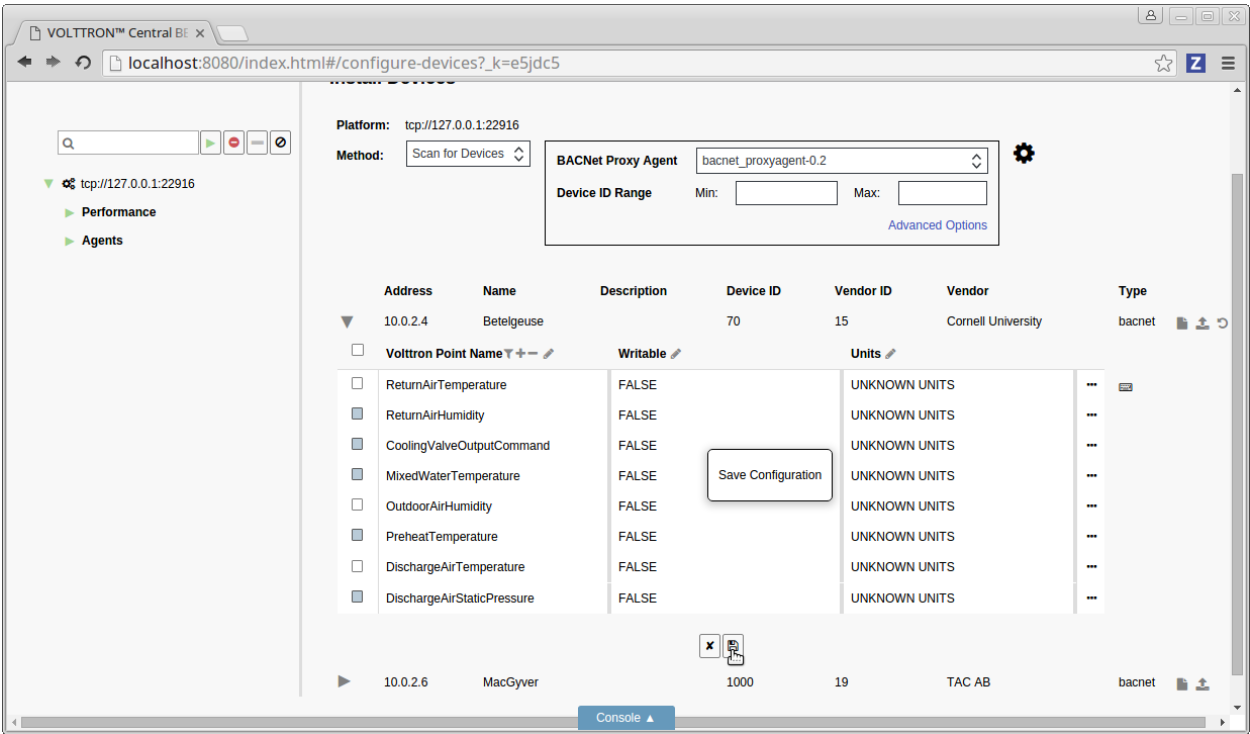 VOLTTRON™ Central BE
localhost:8080/index.html#/configure-devices?_k=e5jdc5
Z
Install Devices
Platform: tcp://127.0.0.1:22916
Method: Scan for Devices
BACNet Proxy Agent bacnet_proxyagent-0.2
Device ID Range Min: Max:
Advanced Options
tcp://127.0.0.1:22916
Performance
Agents
Address Name Description Device ID Vendor ID Vendor Type
10.0.2.4 Betelgeuse 70 15 Cornell University bacnet
Volttron Point Name Writable Units
ReturnAirTemperature FALSE UNKNOWN UNITS
ReturnAirHumidity FALSE UNKNOWN UNITS
CoolingValveOutputCommand FALSE UNKNOWN UNITS
MixedWaterTemperature FALSE UNKNOWN UNITS
Save Configuration
OutdoorAirHumidity FALSE UNKNOWN UNITS
PreheatTemperature FALSE UNKNOWN UNITS
DischargeAirTemperature FALSE UNKNOWN UNITS
DischargeAirStaticPressure FALSE UNKNOWN UNITS
10.0.2.6 MacGyver 1000 19 TAC AB bacnet
Console ▲